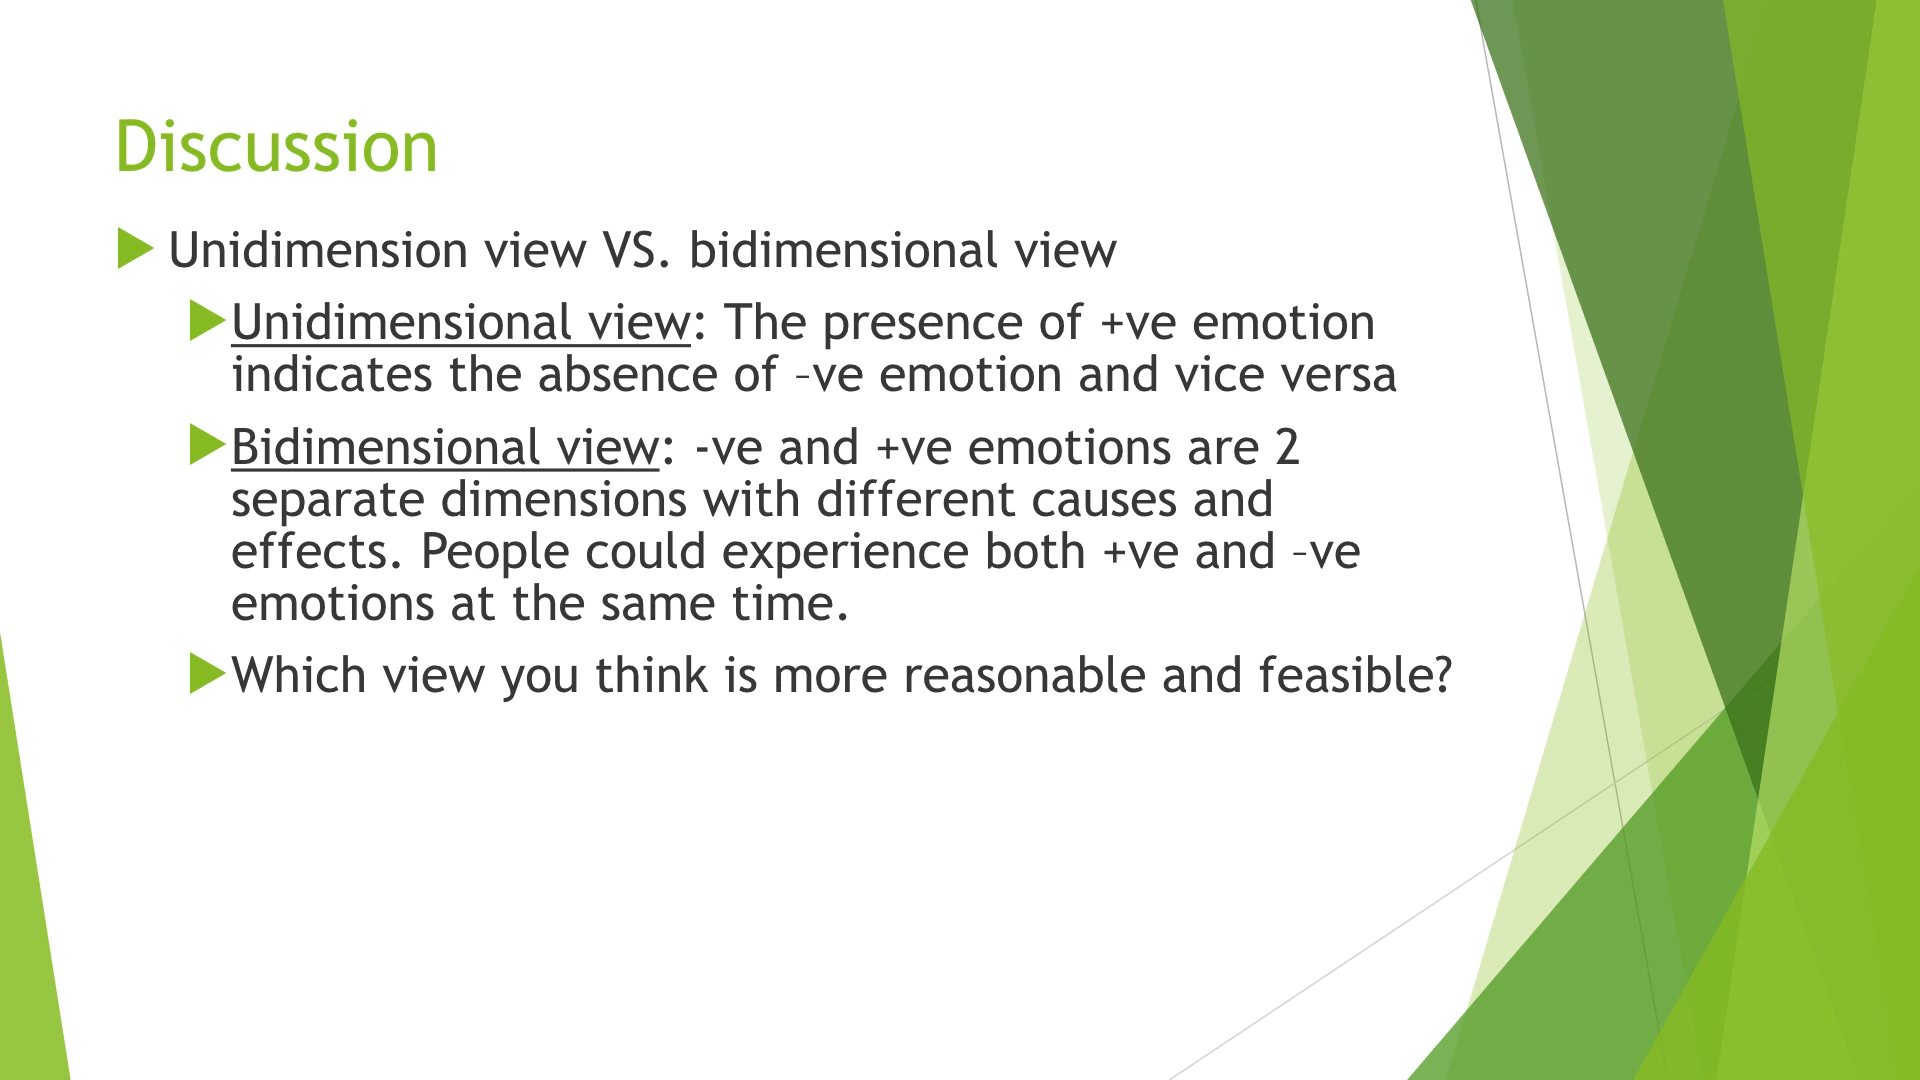 Discussion
Unidimension view VS. bidimensional view
Unidimensional view: The presence of +ve emotion
indicates the absence of –ve emotion and vice versa
Bidimensional view: -ve and +ve emotions are 2
separate dimensions with different causes and
effects. People could experience both +ve and –ve
emotions at the same time.
Which view you think is more reasonable and feasible?